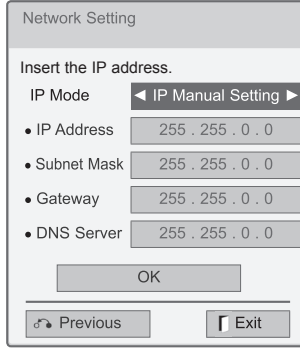 Network Setting
Insert the IP address.
IP Mode ◄ IP Manual Setting ►
• IP Address 255 . 255 . 0 . 0
• Subnet Mask 255 . 255 . 0 . 0
• Gateway 255 . 255 . 0 . 0
• DNS Server 255 . 255 . 0 . 0
OK
Previous Exit